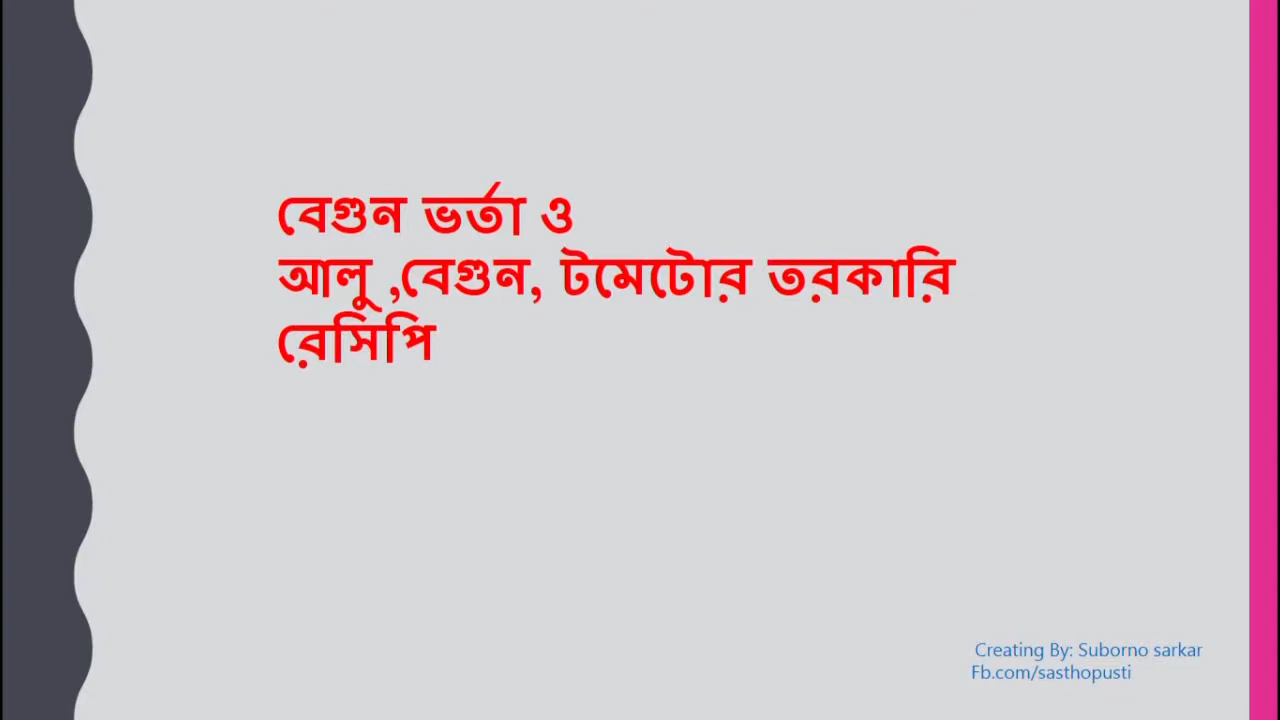 বেগুন ভর্তা ও
আলু ,বেগুন, টমেটোর তরকারি
রেসিপি
Creating By: Suborno sarkar
Fb.com/sasthopusti